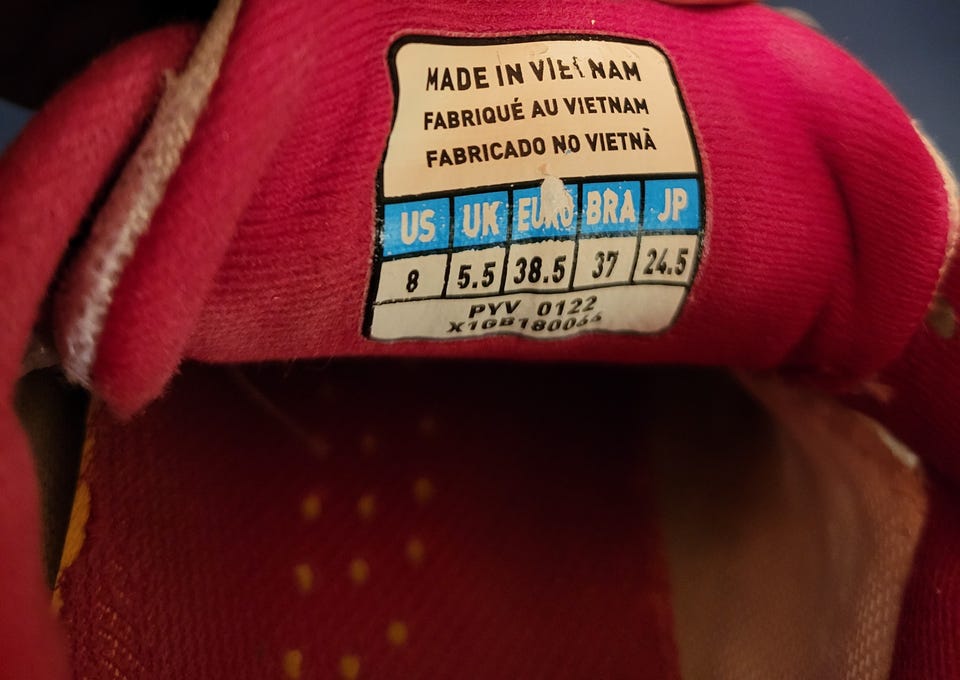 MADE IN VIETNAM
FABRIQUÉ AU VIETNAM
FABRICADO NO VIETNÃ
US UK EURO BRA JP
8 5.5 38.5 37 24.5
PYV 0122
X1GB180066